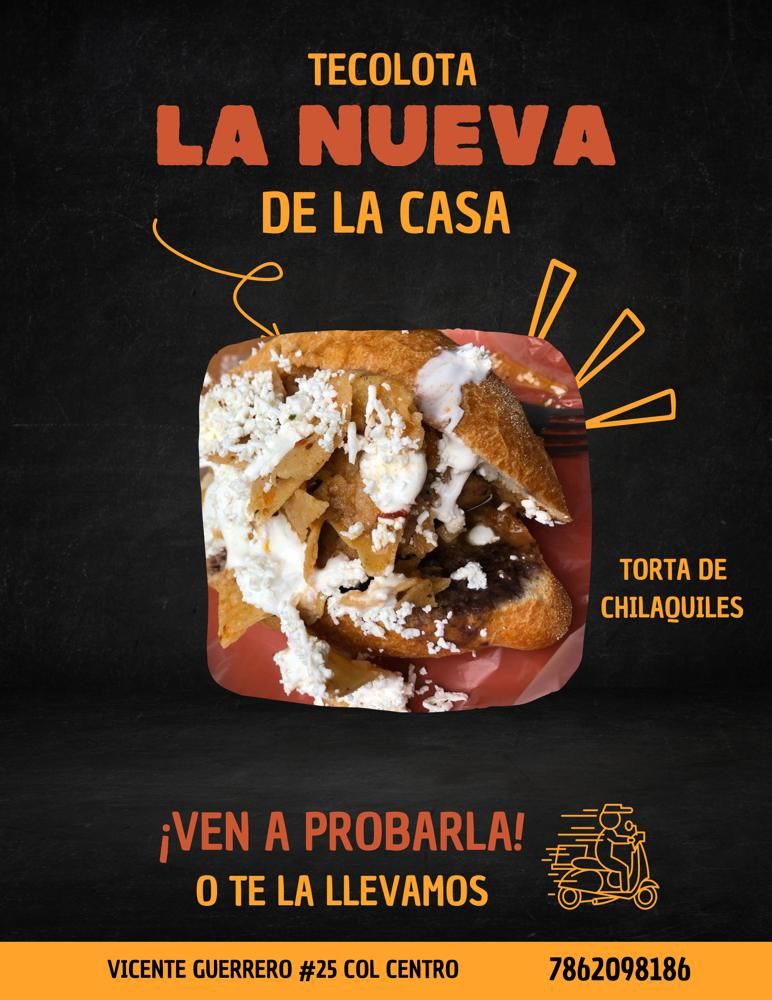 TECOLOTA
LA NUEVA
DE LA CASA
TORTA DE
CHILAQUILES
¡VEN A PROBARLA!
O TE LA LLEVAMOS
VICENTE GUERRERO #25 COL CENTRO
7862098186